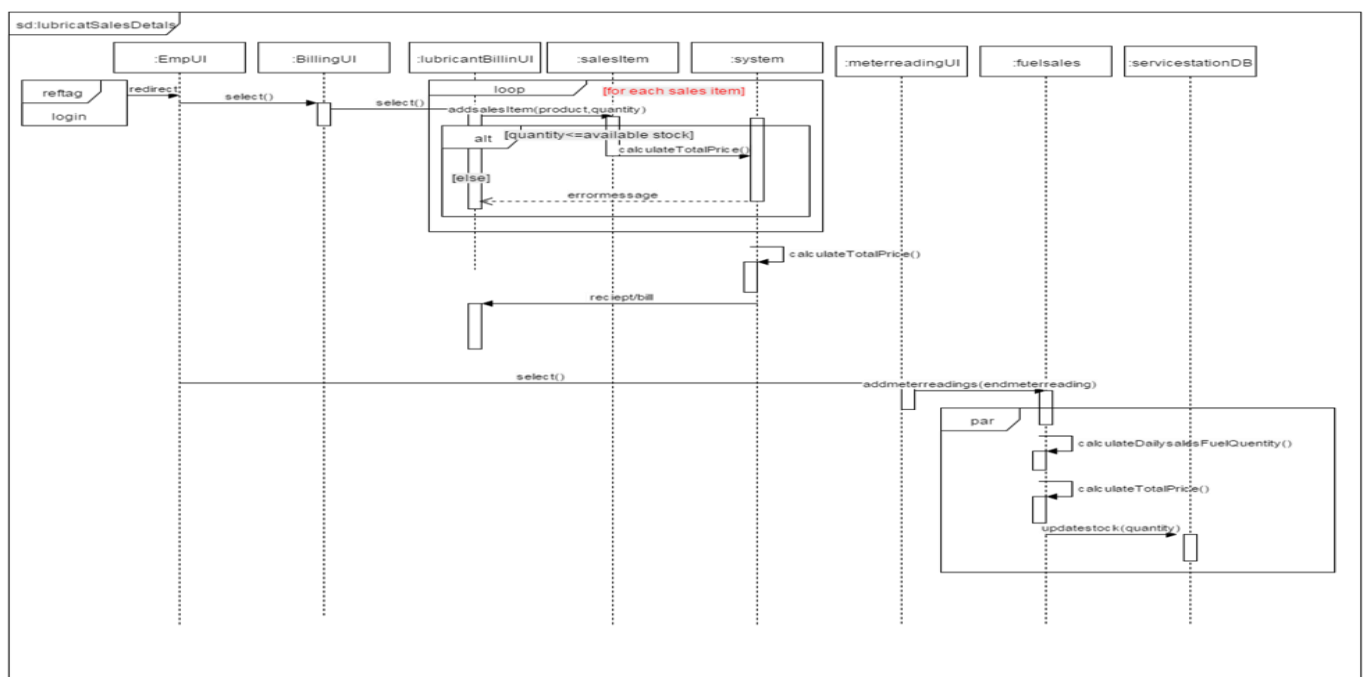 sd:lubricatSalesDetals
:EmpUI
:BillingUI
:lubricantBillinUI
:salesItem
:system
:meterreadingUI
:fuelsales
:servicestationDB
reftag
login
redirect
select()
select()
loop
[for each sales item]
addsalesItem(product,quantity)
alt
[quantity<=available stock]
calculateTotalPrice()
[else]
errormessage
calculateTotalPrice()
reciept/bill
select()
addmeterreadings(endmeterreading)
par
calculateDailysalesFuelQuentity()
calculateTotalPrice()
updatestock(quantity)